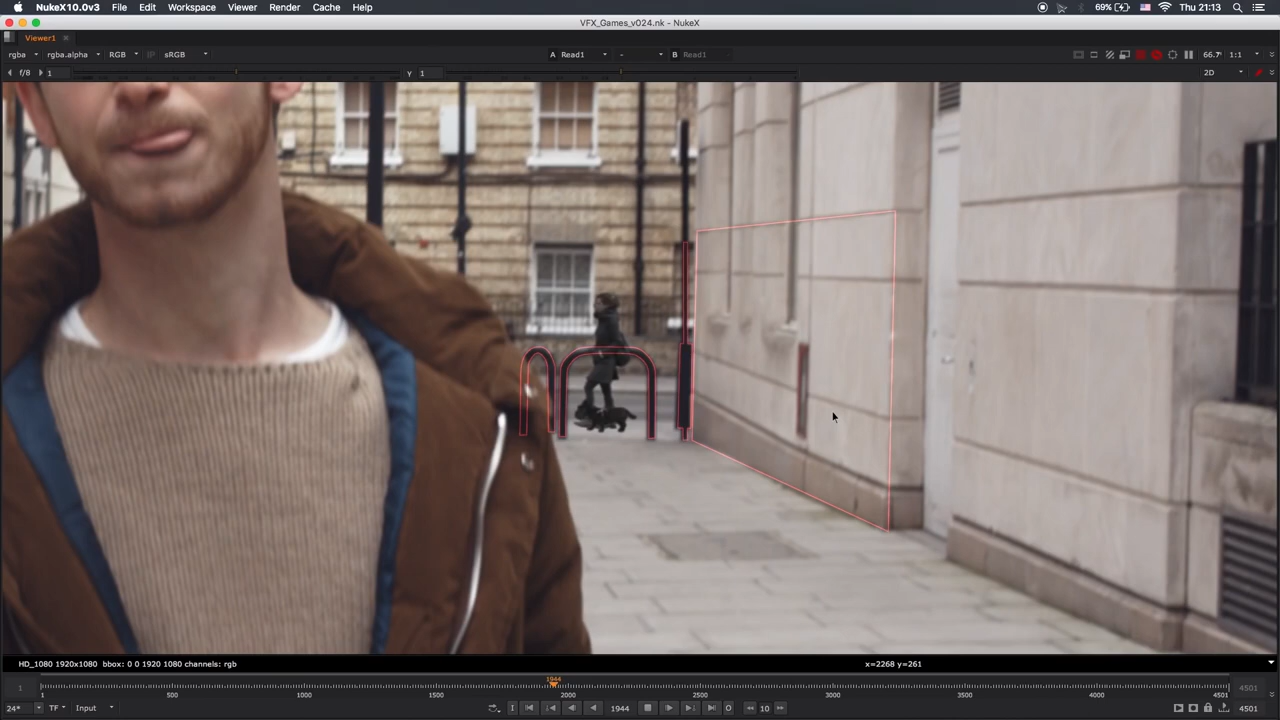 NukeX10.0v3 File Edit Workspace Viewer Render Cache Help 69% Thu 21:13
VFX_Games_v024.nk - NukeX
Viewer1
rgba rgba.alpha RGB IP sRGB A Read1 - B Read1 66.7 1:1
f/8 1 Y 1 2D
HD_1080 1920x1080 bbox: 0 0 1920 1080 channels: rgb x=2268 y=261
1944
1 1 500 1000 1500 2000 2500 3000 3500 4000 4501 4501
24* TF Input I 1944 O 10 4501